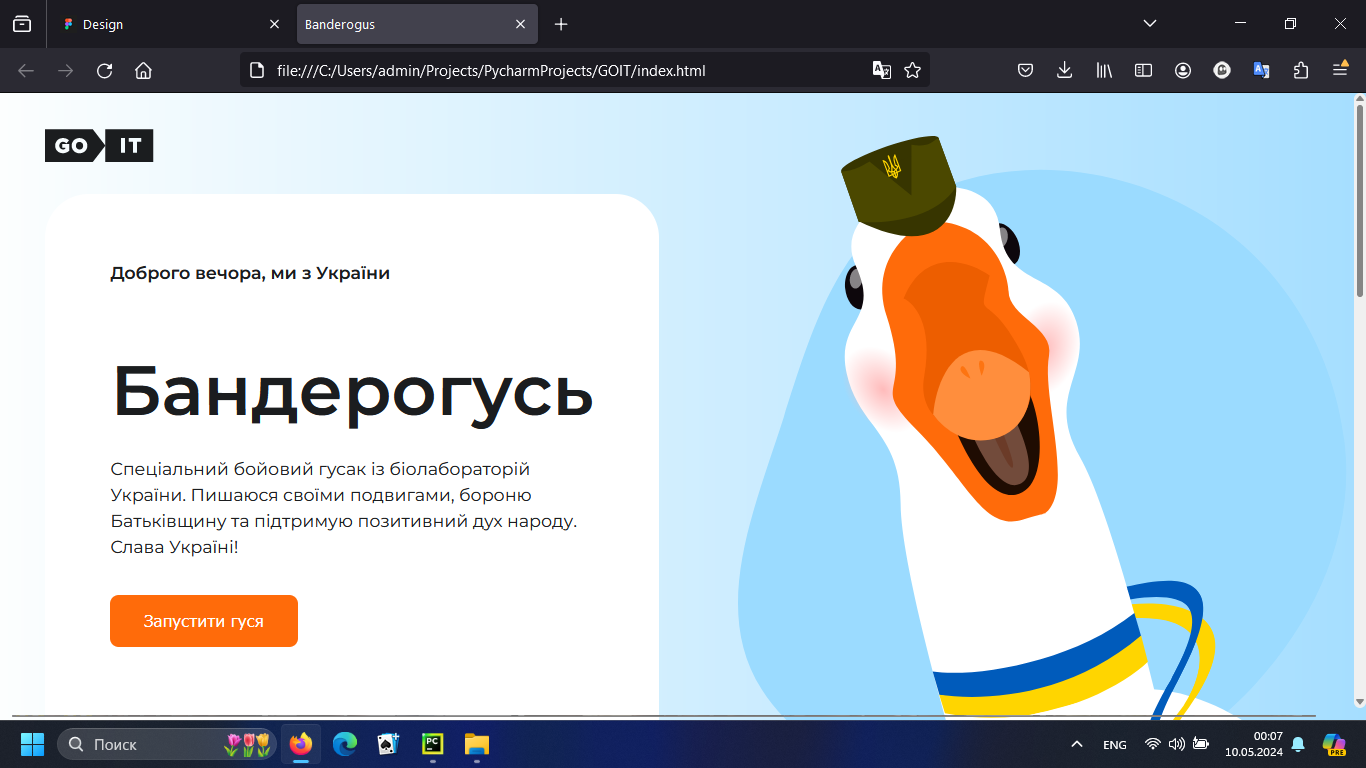 Design
Banderogus
file:///C:/Users/admin/Projects/PycharmProjects/GOIT/index.html
GO IT
Доброго вечора, ми з України
Бандерогусь
Спеціальний бойовий гусак із біолабораторій
України. Пишаюся своїми подвигами, бороню
Батьківщину та підтримую позитивний дух народу.
Слава Україні!
Запустити гуся
Поиск
PC
ENG
00:07
10.05.2024
PRE